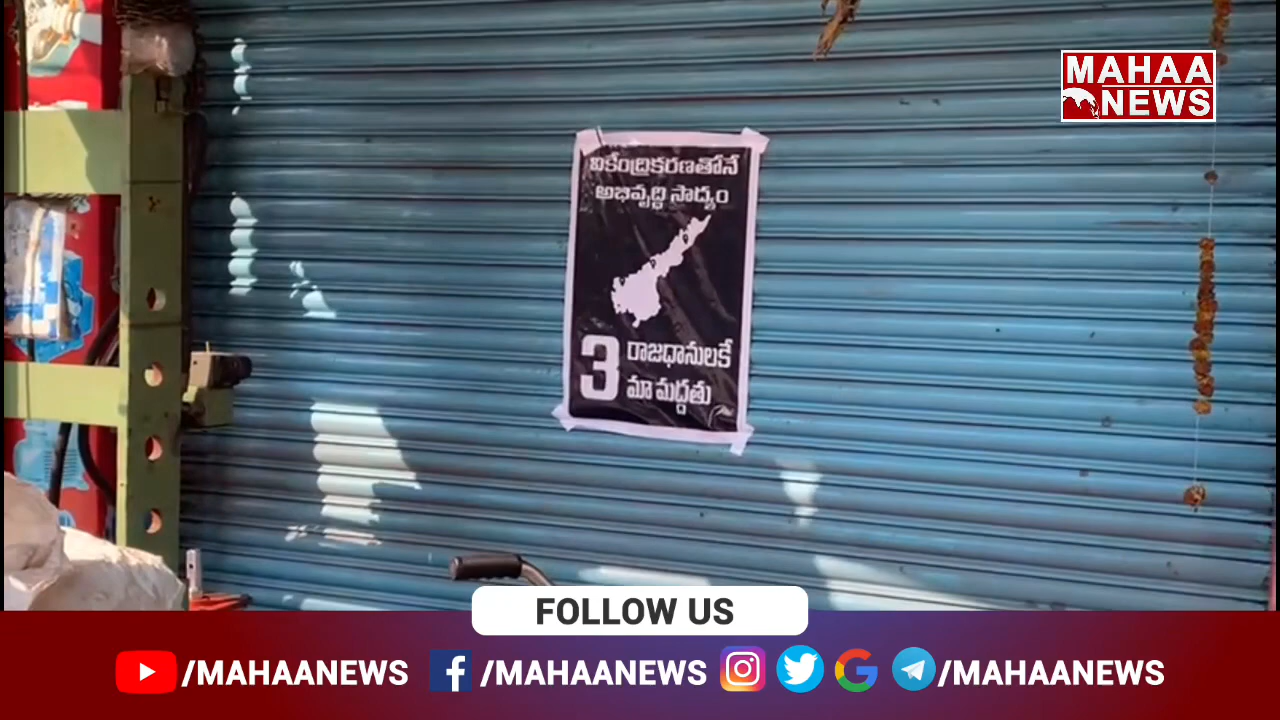 MAHAA
NEWS
వికేంద్రికరణతోనే
అభివృద్ధి సాద్యం
3 రాజధానులకే
మా మద్దతు
FOLLOW US
/MAHAANEWS /MAHAANEWS /MAHAANEWS